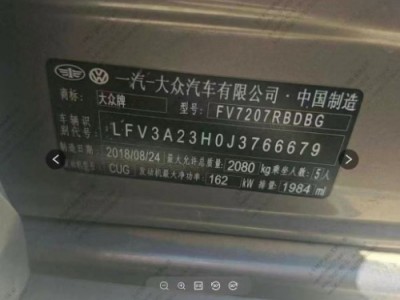 一汽-大众汽车有限公司·中国制造
商标: 大众牌 型号: FV7207RBDBG
车辆识别代号: LFV3A23H0J3766679
2018/08/24 最大允许总质量 2080 kg 乘坐人数: 5人
CUG 发动机最大净功率 162 kW 排量: 1984 ml